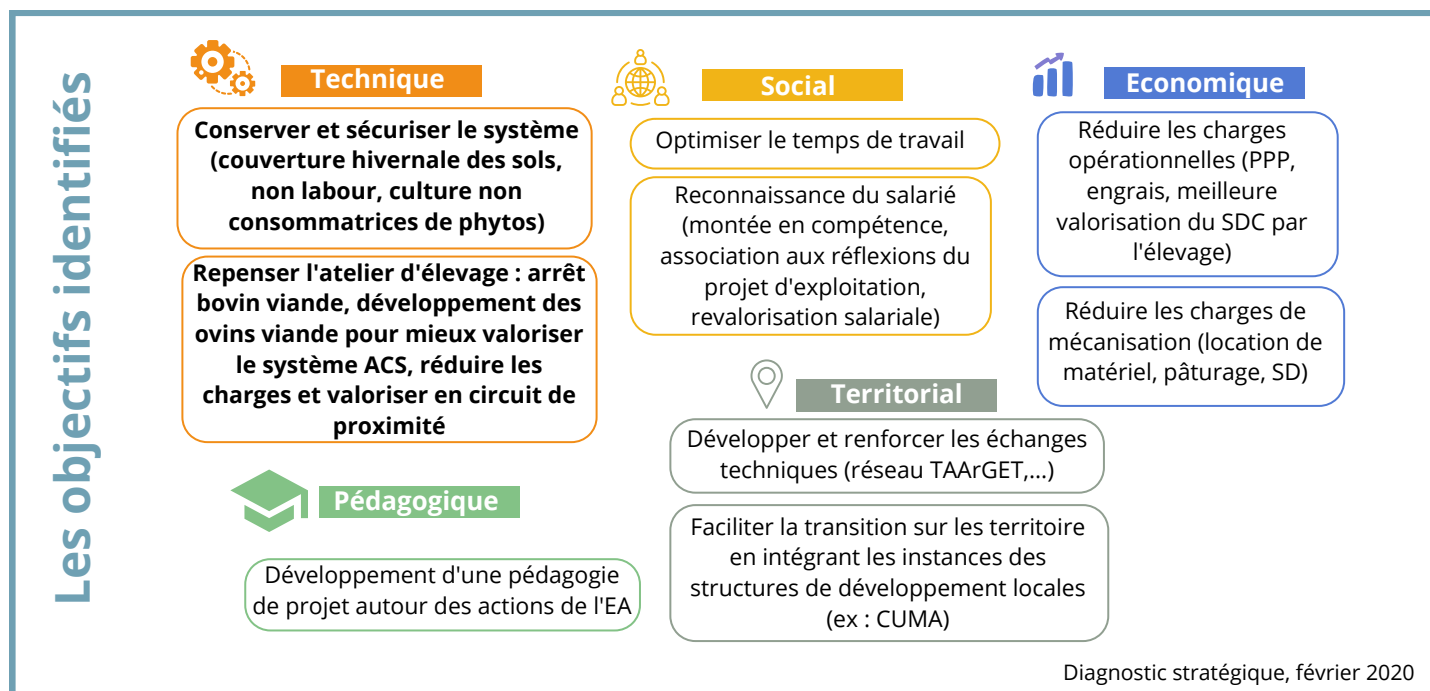 Les objectifs identifiés
Technique
Conserver et sécuriser le système
(couverture hivernale des sols,
non labour, culture non
consommatrices de phytos)
Repenser l'atelier d'élevage : arrêt
bovin viande, développement des
ovins viande pour mieux valoriser
le système ACS, réduire les
charges et valoriser en circuit de
proximité
Social
Optimiser le temps de travail
Reconnaissance du salarié
(montée en compétence,
association aux réflexions du
projet d'exploitation,
revalorisation salariale)
Economique
Réduire les charges
opérationnelles (PPP,
engrais, meilleure
valorisation du SDC par
l'élevage)
Réduire les charges de
mécanisation (location de
matériel, pâturage, SD)
Territorial
Développer et renforcer les échanges
techniques (réseau TAArGET,...)
Faciliter la transition sur les territoire
en intégrant les instances des
structures de développement locales
(ex : CUMA)
Pédagogique
Développement d'une pédagogie
de projet autour des actions de l'EA
Diagnostic stratégique, février 2020